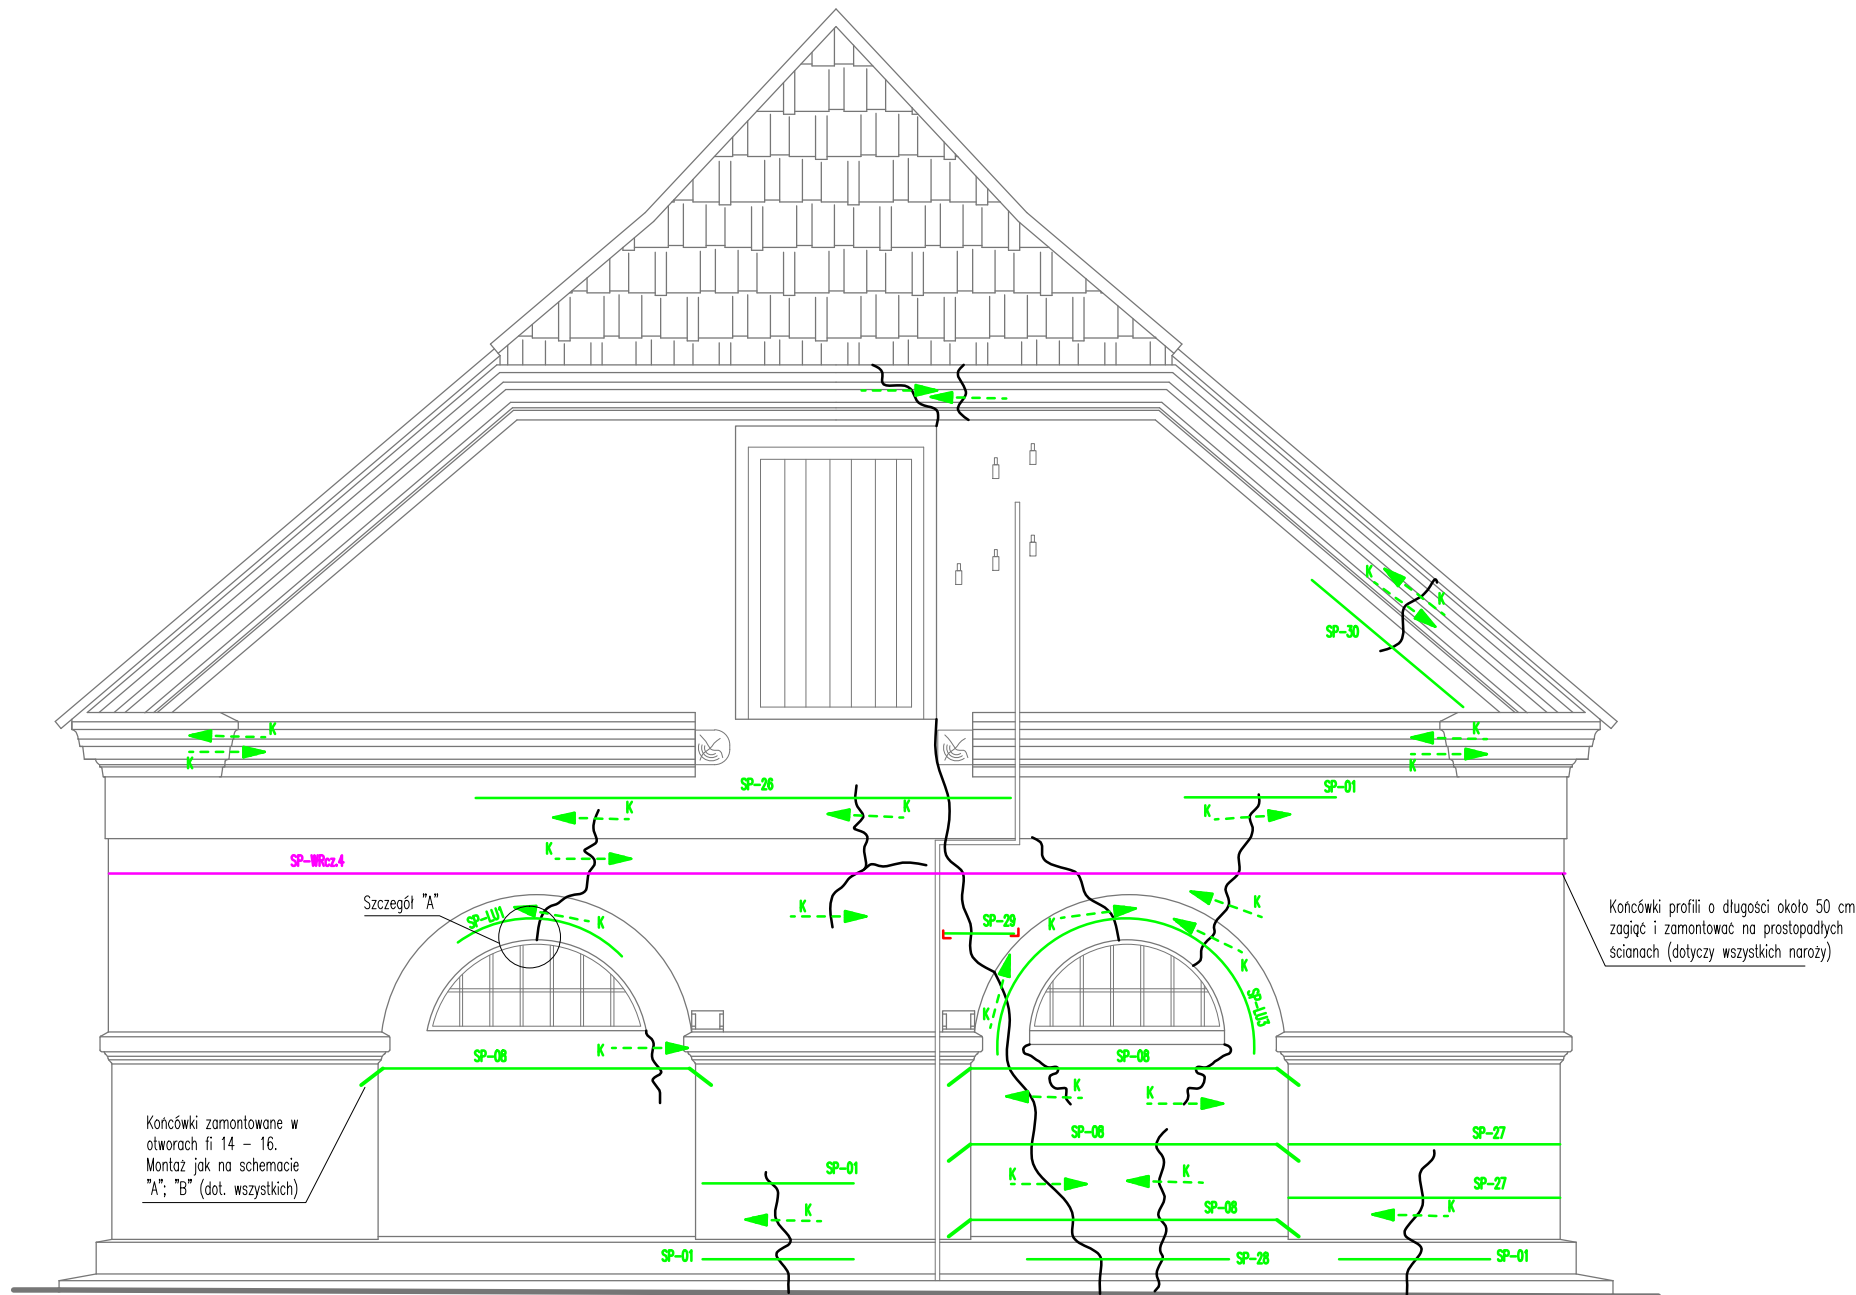 K
K
SP-30
K
K
K
K
SP-26
SP-01
K
K
K
K
SP-WRcz.4
Szczegół "A"
SP-LU1
K
K
SP-29
K
K
Końcówki profili o długości około 50 cm
zagiąć i zamontować na prostopadłych
ścianach (dotyczy wszystkich naroży)
K
K
SP-LU3
K
SP-08
SP-08
K
K
Końcówki zamontowane w
otworach fi 14 – 16.
Montaż jak na schemacie
"A"; "B" (dot. wszystkich)
SP-08
SP-27
SP-01
K
K
SP-27
K
SP-08
K
SP-01
SP-28
SP-01